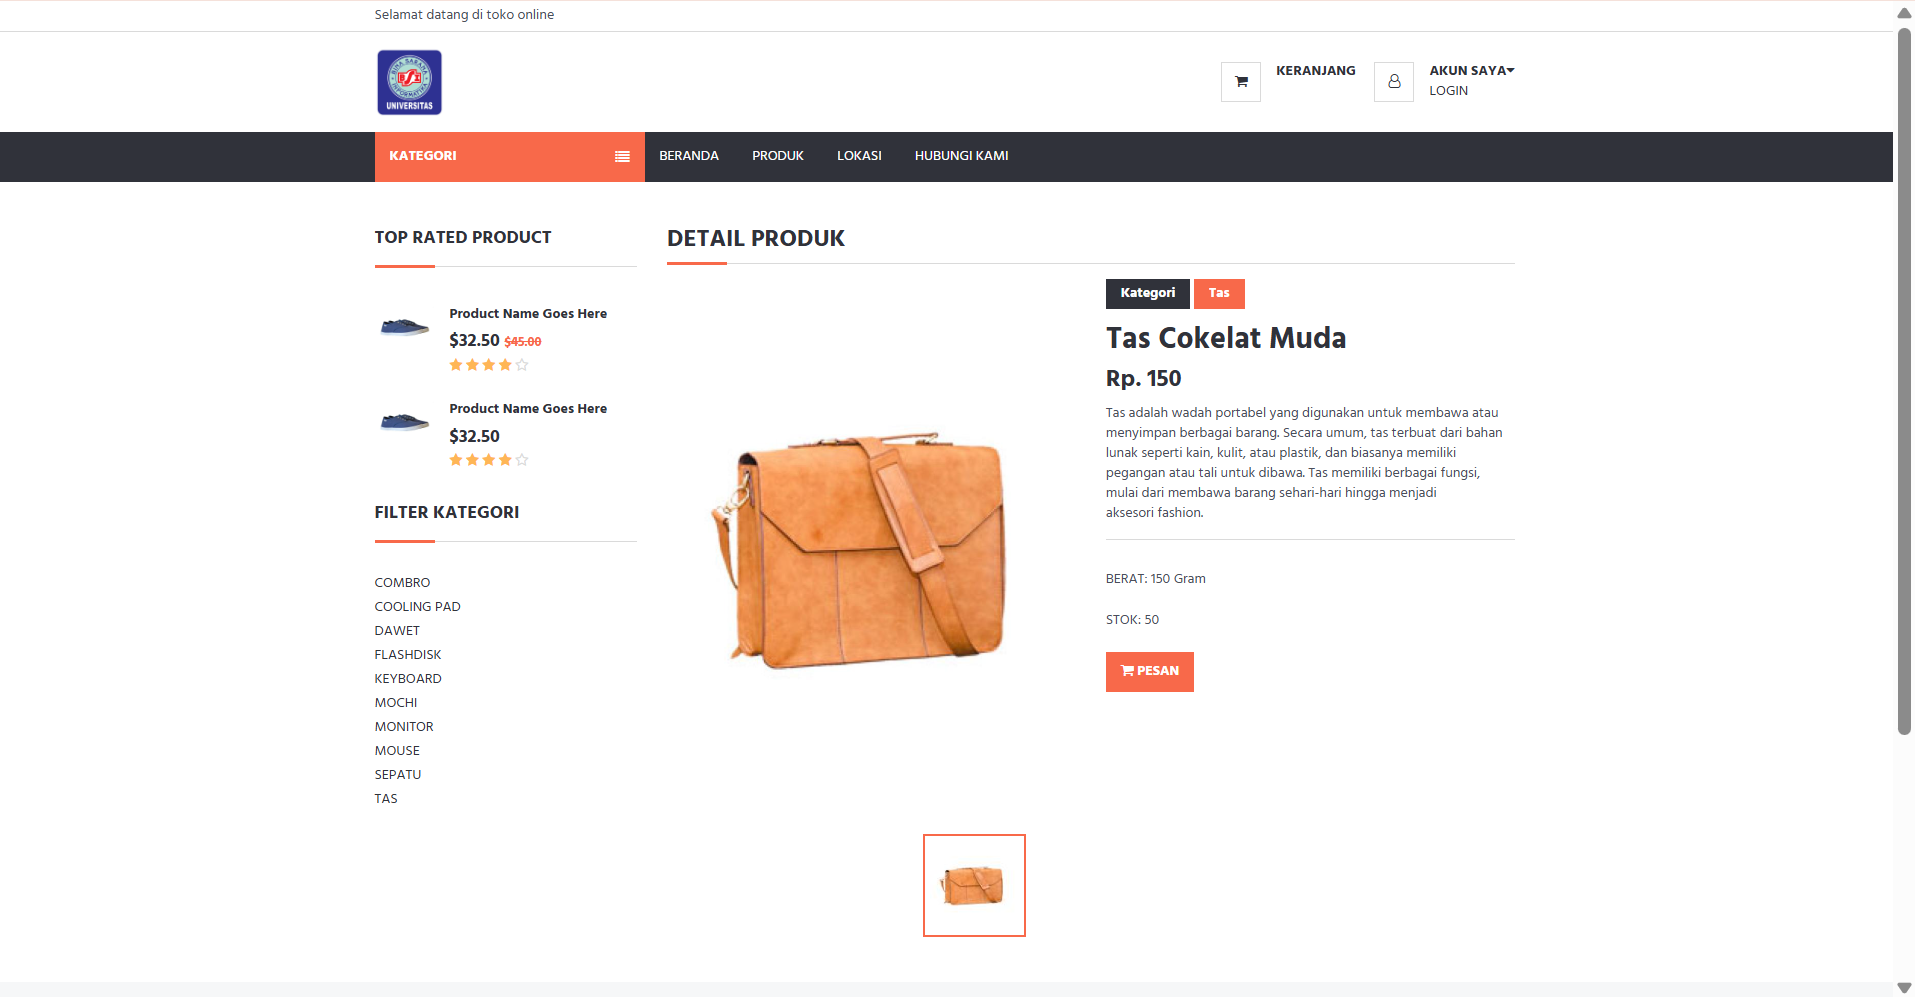 Selamat datang di toko online
BINA SARANA
BSI
INFORMATIKA
UNIVERSITAS
KERANJANG
AKUN SAYA
LOGIN
KATEGORI
BERANDA
PRODUK
LOKASI
HUBUNGI KAMI
TOP RATED PRODUCT
Product Name Goes Here
$32.50 $45.00
Product Name Goes Here
$32.50
FILTER KATEGORI
COMBRO
COOLING PAD
DAWET
FLASHDISK
KEYBOARD
MOCHI
MONITOR
MOUSE
SEPATU
TAS
DETAIL PRODUK
Kategori Tas
Tas Cokelat Muda
Rp. 150
Tas adalah wadah portabel yang digunakan untuk membawa atau
menyimpan berbagai barang. Secara umum, tas terbuat dari bahan
lunak seperti kain, kulit, atau plastik, dan biasanya memiliki
pegangan atau tali untuk dibawa. Tas memiliki berbagai fungsi,
mulai dari membawa barang sehari-hari hingga menjadi
aksesori fashion.
BERAT: 150 Gram
STOK: 50
PESAN